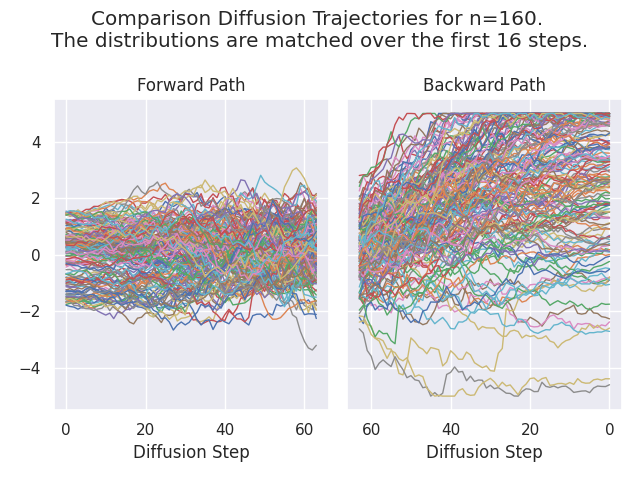 Comparison Diffusion Trajectories for n=160.
The distributions are matched over the first 16 steps.
Forward Path
Backward Path
4
2
0
−2
−4
0 20 40 60
60 40 20 0
Diffusion Step
Diffusion Step